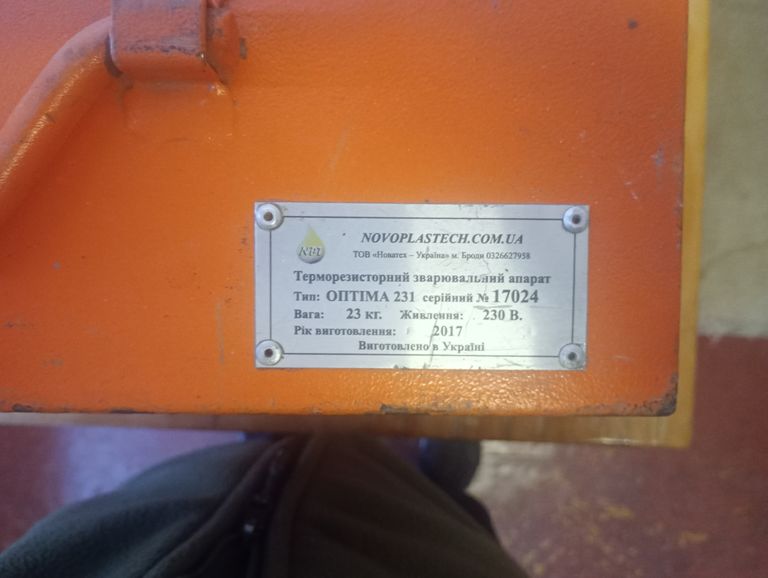 NOVOPLASTECH.COM.UA
ТОВ «Новатех – Україна» м. Броди 0326627958
Терморезисторний зварювальний апарат
Тип: ОПТІМА 231 серійний № 17024
Вага: 23 кг. Живлення: 230 В.
Рік виготовлення: 2017
Виготовлено в Україні